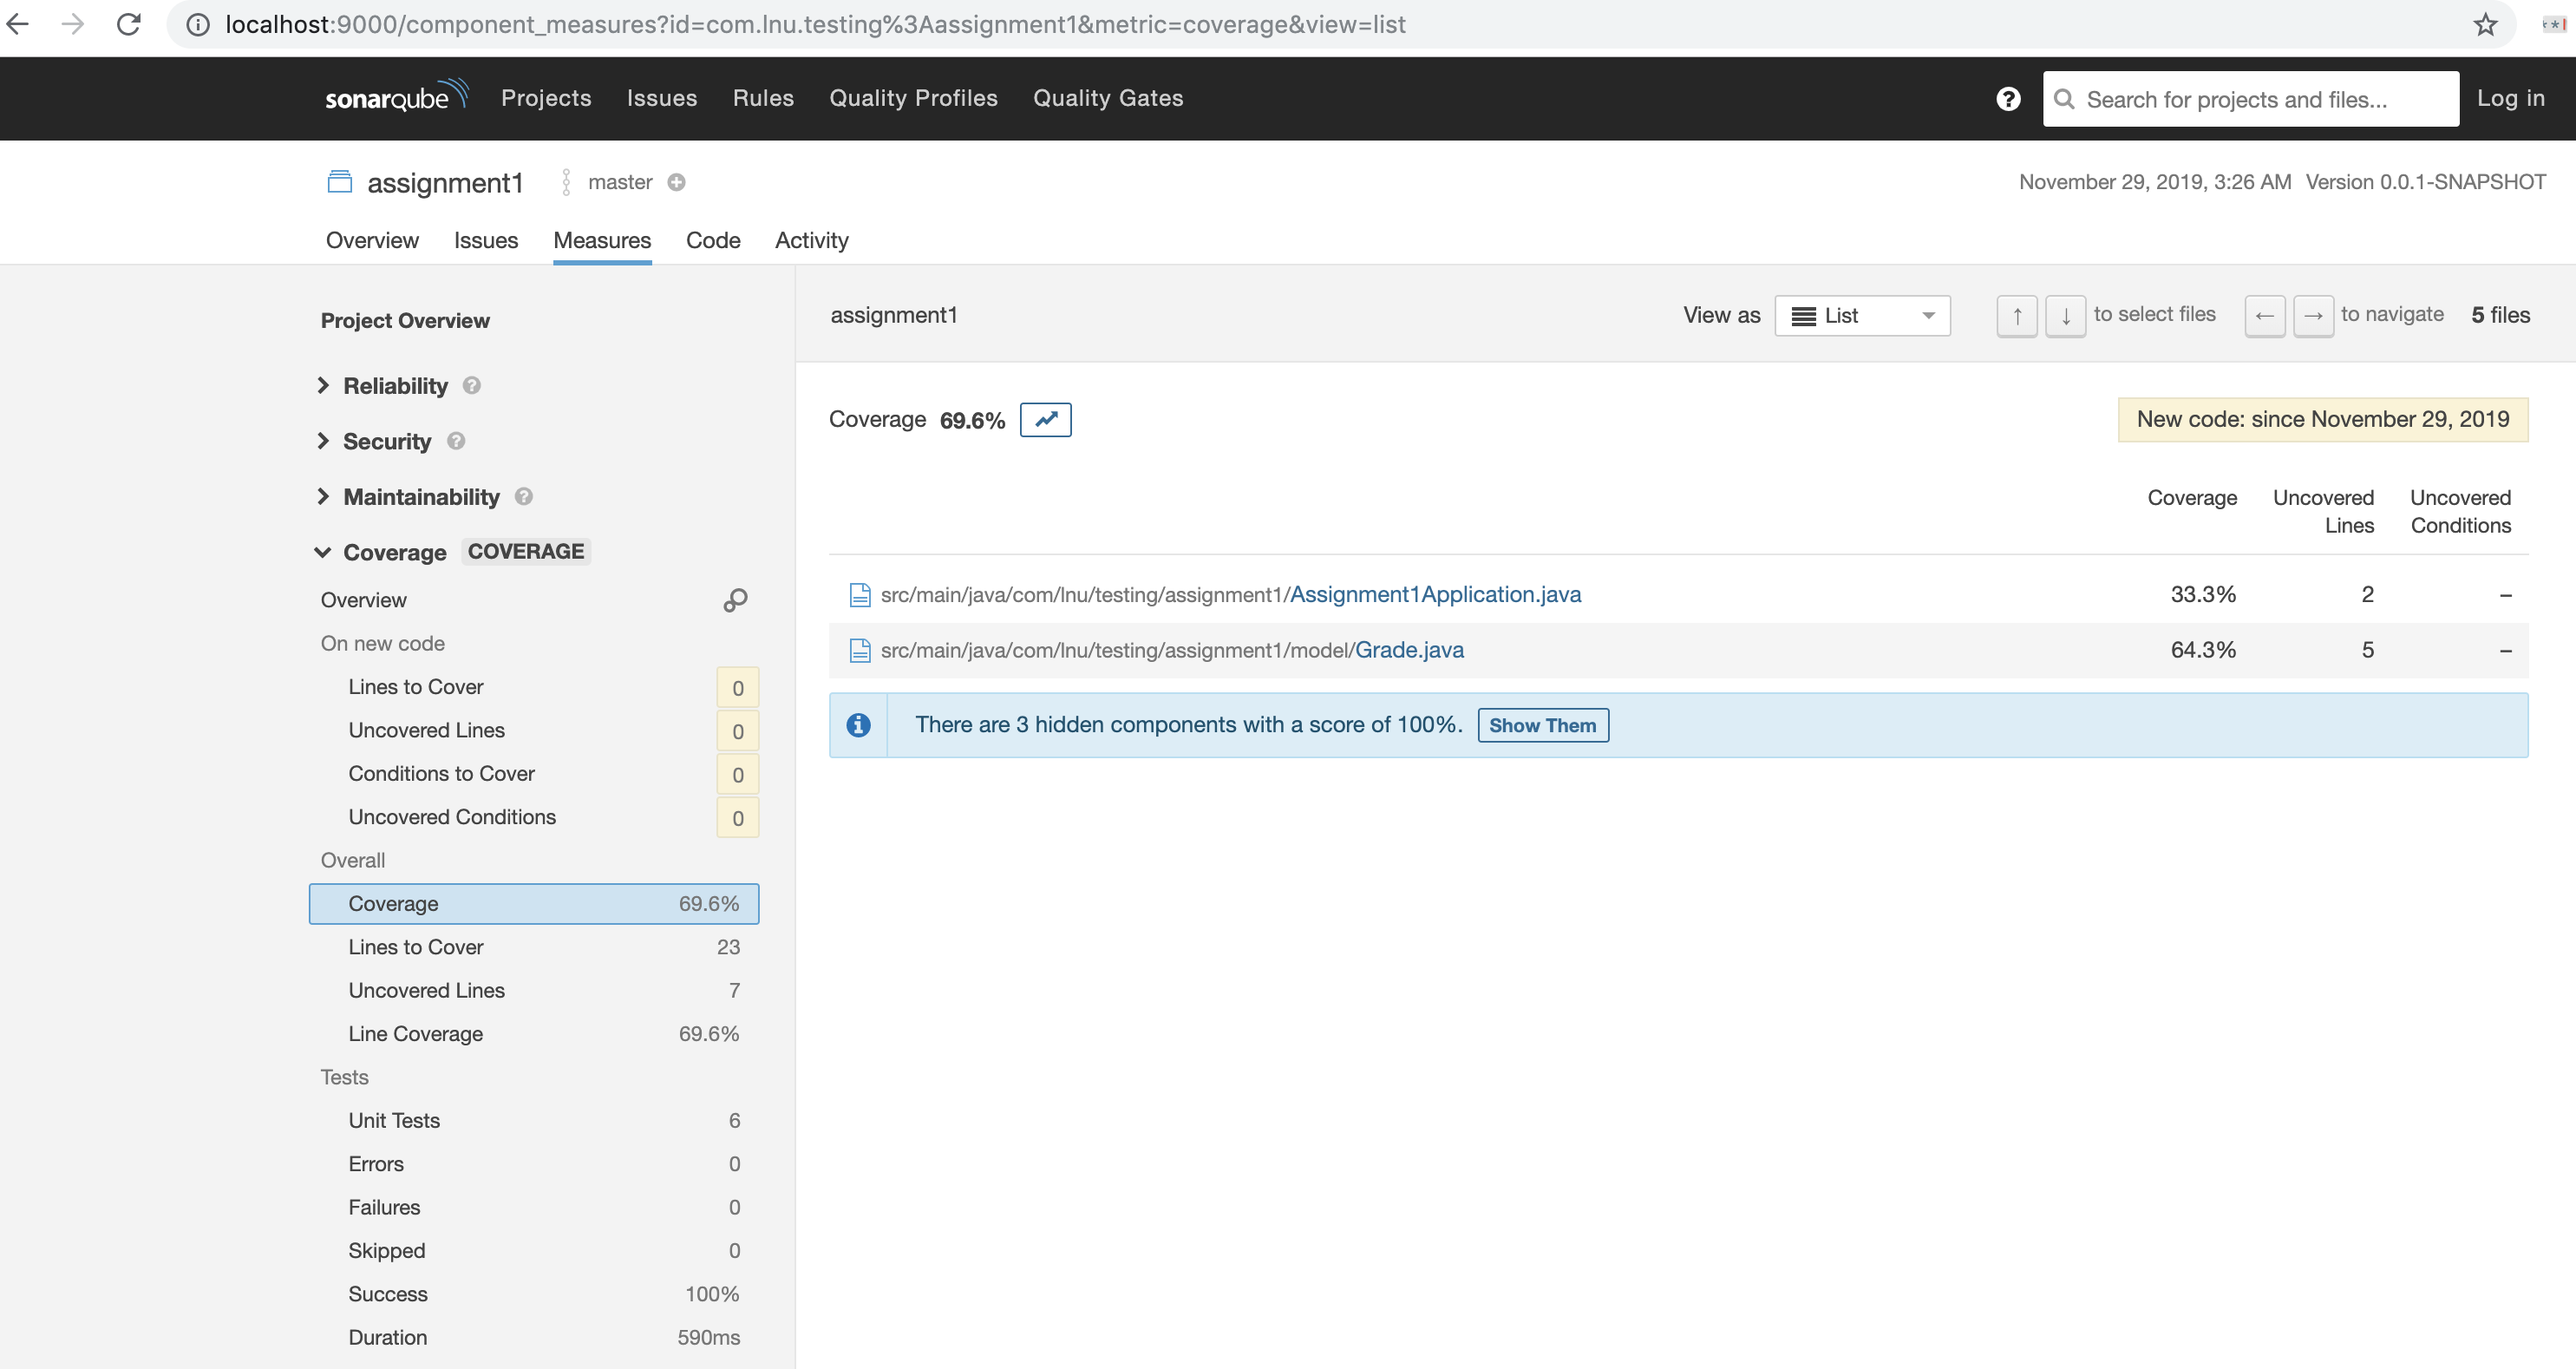 localhost:9000/component_measures?id=com.lnu.testing%3Aassignment1&metric=coverage&view=list
sonarqube Projects Issues Rules Quality Profiles Quality Gates Search for projects and files... Log in
assignment1 master November 29, 2019, 3:26 AM Version 0.0.1-SNAPSHOT
Overview Issues Measures Code Activity
Project Overview
Reliability
Security
Maintainability
Coverage COVERAGE
Overview
On new code
Lines to Cover 0
Uncovered Lines 0
Conditions to Cover 0
Uncovered Conditions 0
Overall
Coverage 69.6%
Lines to Cover 23
Uncovered Lines 7
Line Coverage 69.6%
Tests
Unit Tests 6
Errors 0
Failures 0
Skipped 0
Success 100%
Duration 590ms
assignment1 View as List ↑ ↓ to select files ← → to navigate 5 files
Coverage 69.6% New code: since November 29, 2019
Coverage Uncovered Lines Uncovered Conditions
src/main/java/com/lnu/testing/assignment1/Assignment1Application.java 33.3% 2 –
src/main/java/com/lnu/testing/assignment1/model/Grade.java 64.3% 5 –
There are 3 hidden components with a score of 100%. Show Them